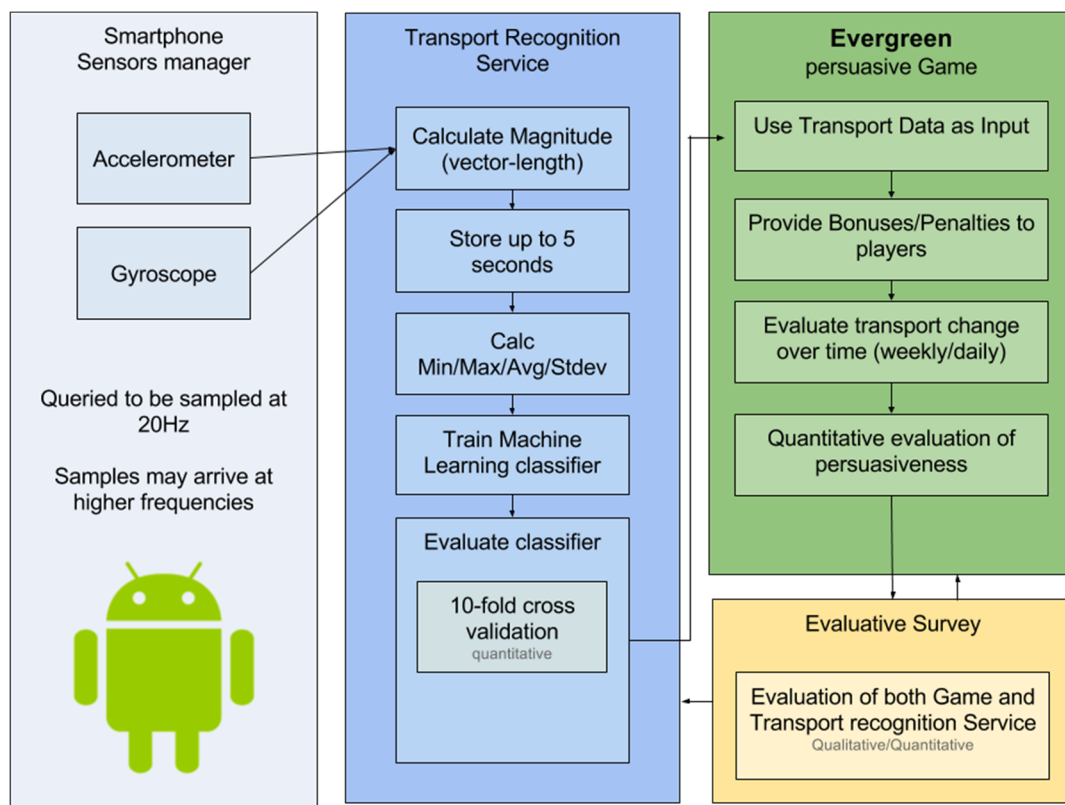 Smartphone
Sensors manager
Accelerometer
Gyroscope
Queried to be sampled at
20Hz
Samples may arrive at
higher frequencies
Transport Recognition
Service
Calculate Magnitude
(vector-length)
Store up to 5
seconds
Calc
Min/Max/Avg/Stdev
Train Machine
Learning classifier
Evaluate classifier
10-fold cross
validation
quantitative
Evergreen
persuasive Game
Use Transport Data as Input
Provide Bonuses/Penalties to
players
Evaluate transport change
over time (weekly/daily)
Quantitative evaluation of
persuasiveness
Evaluative Survey
Evaluation of both Game and
Transport recognition Service
Qualitative/Quantitative